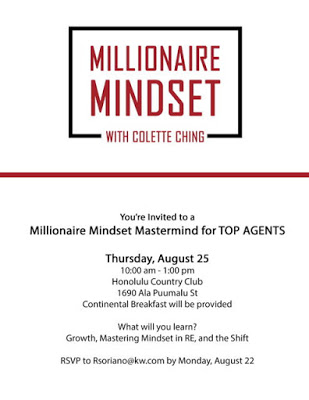 MILLIONAIRE
MINDSET
WITH COLETTE CHING
You're Invited to a
Millionaire Mindset Mastermind for TOP AGENTS
Thursday, August 25
10:00 am - 1:00 pm
Honolulu Country Club
1690 Ala Puumalu St
Continental Breakfast will be provided
What will you learn?
Growth, Mastering Mindset in RE, and the Shift
RSVP to Rsoriano@kw.com by Monday, August 22